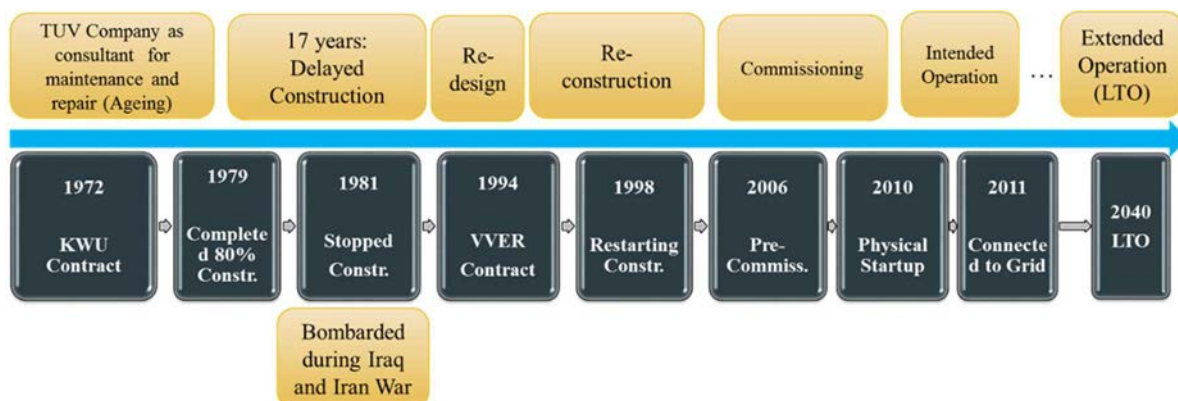 TUV Company as
consultant for
maintenance and
repair (Ageing)
17 years:
Delayed
Construction
Re-
design
Re-
construction
Commissioning
Intended
Operation
...
Extended
Operation
(LTO)
1972
KWU
Contract
1979
Complete
d 80%
Constr.
1981
Stopped
Constr.
1994
VVER
Contract
1998
Restarting
Constr.
2006
Pre-
Commiss.
2010
Physical
Startup
2011
Connecte
d to Grid
2040
LTO
Bombarded
during Iraq
and Iran War